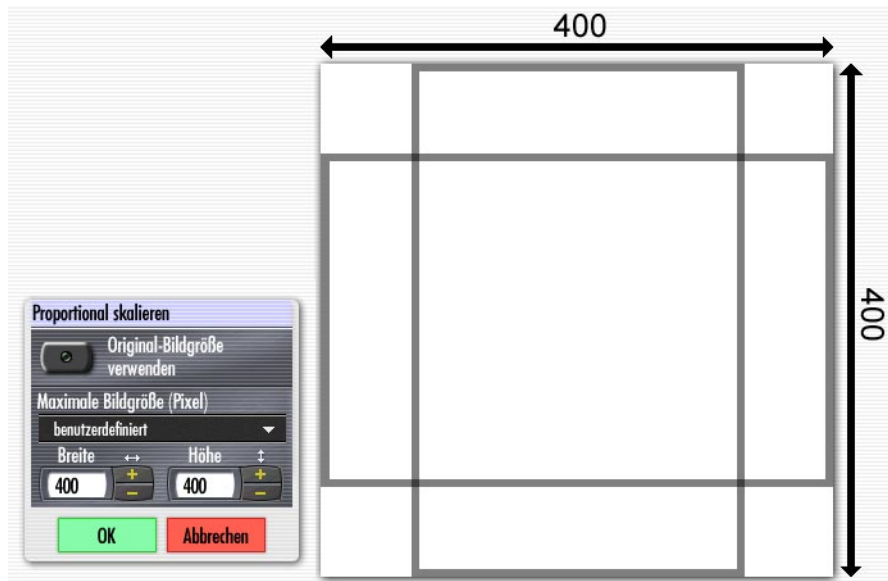 400
400
Proportional skalieren
Original-Bildgröße
verwenden
Maximale Bildgröße (Pixel)
benutzerdefiniert
Breite ↔ Höhe ↕
400 + - 400 + -
OK Abbrechen